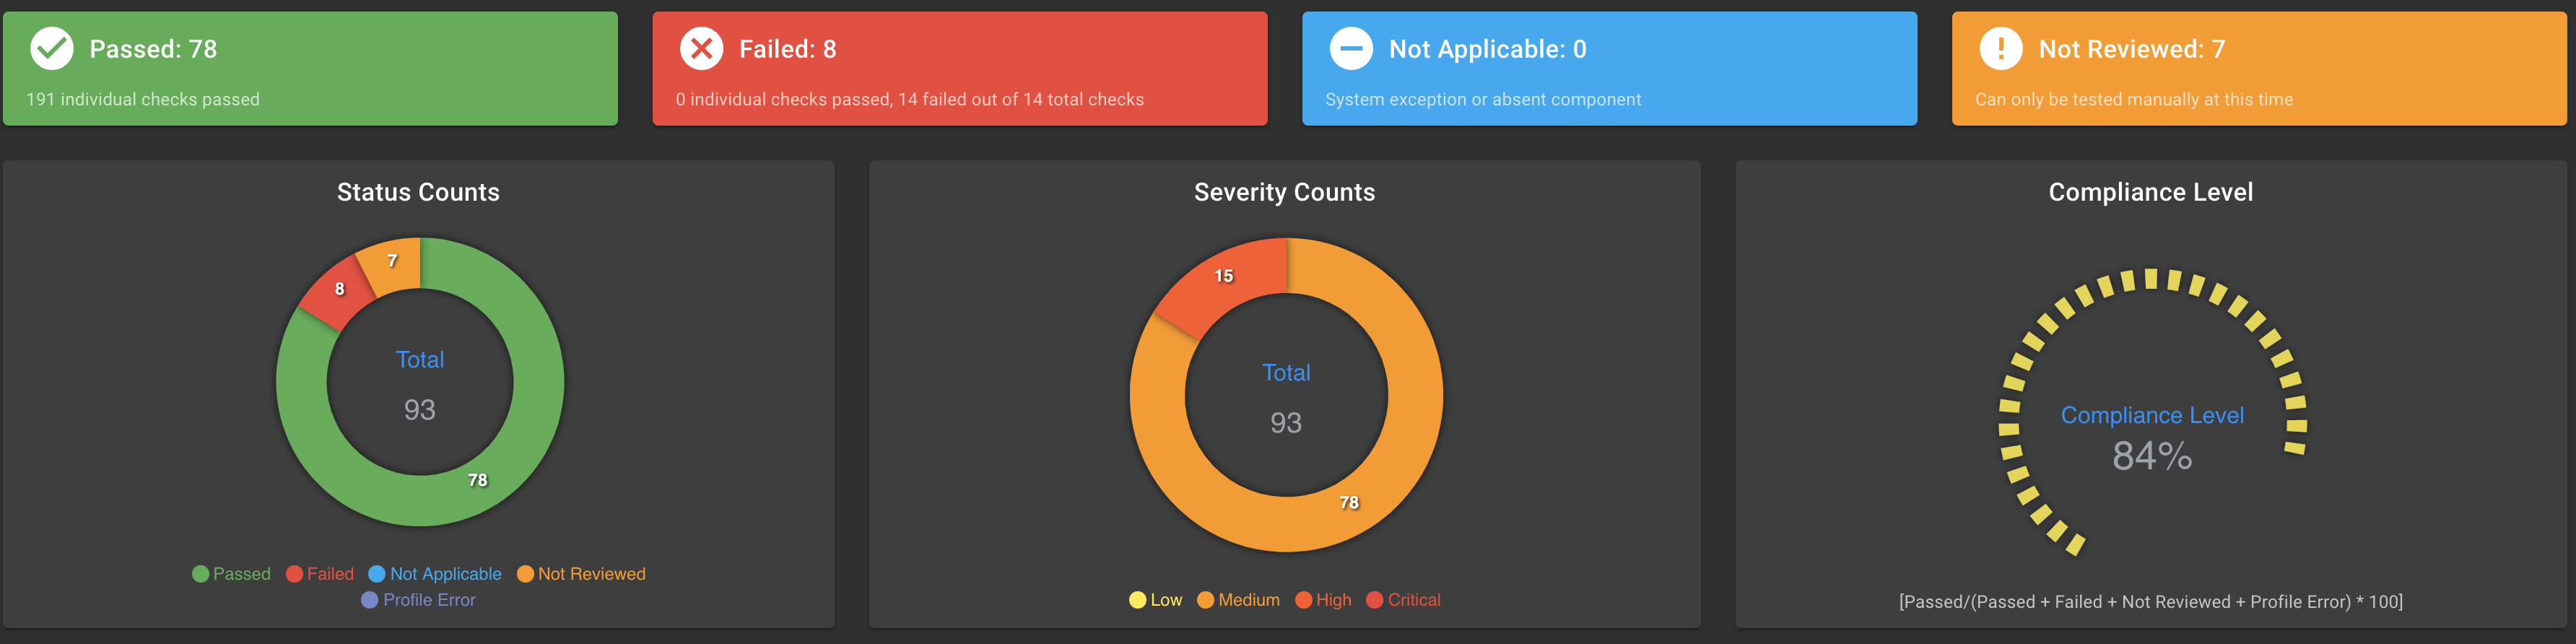 Passed: 78
191 individual checks passed
Failed: 8
0 individual checks passed, 14 failed out of 14 total checks
Not Applicable: 0
System exception or absent component
Not Reviewed: 7
Can only be tested manually at this time
Status Counts
7
8
Total
93
78
Passed Failed Not Applicable Not Reviewed
Profile Error
Severity Counts
15
Total
93
78
Low Medium High Critical
Compliance Level
Compliance Level
84%
[Passed/(Passed + Failed + Not Reviewed + Profile Error) * 100]